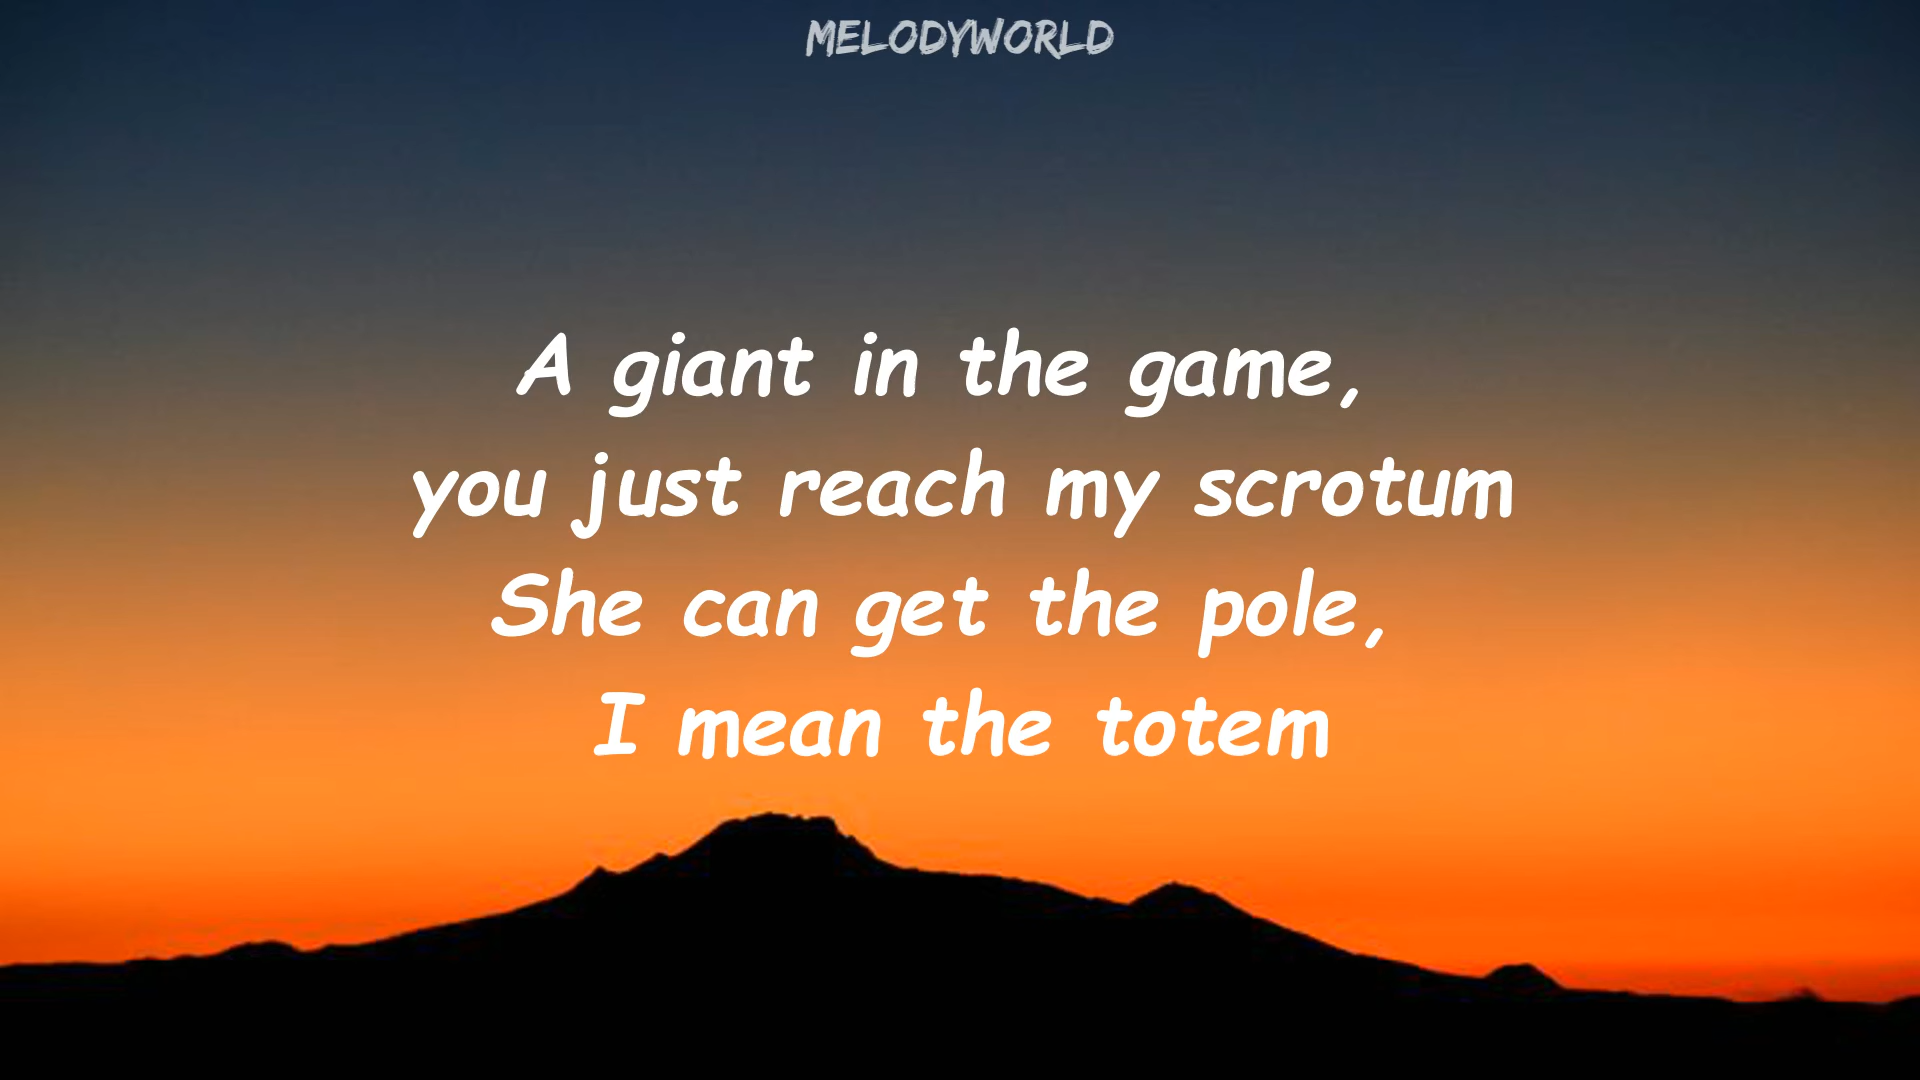 MELODYWORLD
A giant in the game,
you just reach my scrotum
She can get the pole,
I mean the totem